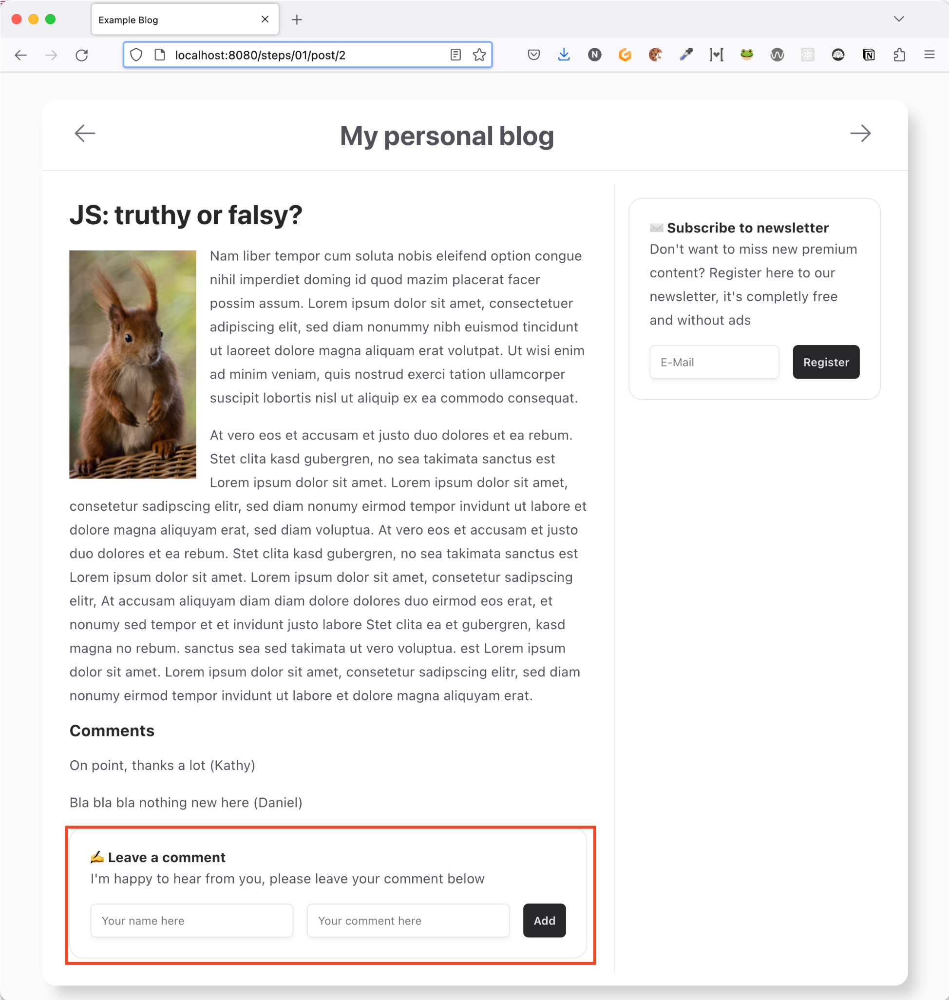 Example Blog
localhost:8080/steps/01/post/2
My personal blog
JS: truthy or falsy?
Nam liber tempor cum soluta nobis eleifend option congue
nihil imperdiet doming id quod mazim placerat facer
possim assum. Lorem ipsum dolor sit amet, consectetuer
adipiscing elit, sed diam nonummy nibh euismod tincidunt
ut laoreet dolore magna aliquam erat volutpat. Ut wisi enim
ad minim veniam, quis nostrud exerci tation ullamcorper
suscipit lobortis nisl ut aliquip ex ea commodo consequat.
At vero eos et accusam et justo duo dolores et ea rebum.
Stet clita kasd gubergren, no sea takimata sanctus est
Lorem ipsum dolor sit amet. Lorem ipsum dolor sit amet,
consetetur sadipscing elitr, sed diam nonumy eirmod tempor invidunt ut labore et
dolore magna aliquyam erat, sed diam voluptua. At vero eos et accusam et justo
duo dolores et ea rebum. Stet clita kasd gubergren, no sea takimata sanctus est
Lorem ipsum dolor sit amet. Lorem ipsum dolor sit amet, consetetur sadipscing
elitr, At accusam aliquyam diam diam dolore dolores duo eirmod eos erat, et
nonumy sed tempor et et invidunt justo labore Stet clita ea et gubergren, kasd
magna no rebum. sanctus sea sed takimata ut vero voluptua. est Lorem ipsum
dolor sit amet. Lorem ipsum dolor sit amet, consetetur sadipscing elitr, sed diam
nonumy eirmod tempor invidunt ut labore et dolore magna aliquyam erat.
Comments
On point, thanks a lot (Kathy)
Bla bla bla nothing new here (Daniel)
✍️ Leave a comment
I'm happy to hear from you, please leave your comment below
Your name here
Your comment here
Add
✉️ Subscribe to newsletter
Don't want to miss new premium
content? Register here to our
newsletter, it's completly free
and without ads
E-Mail
Register